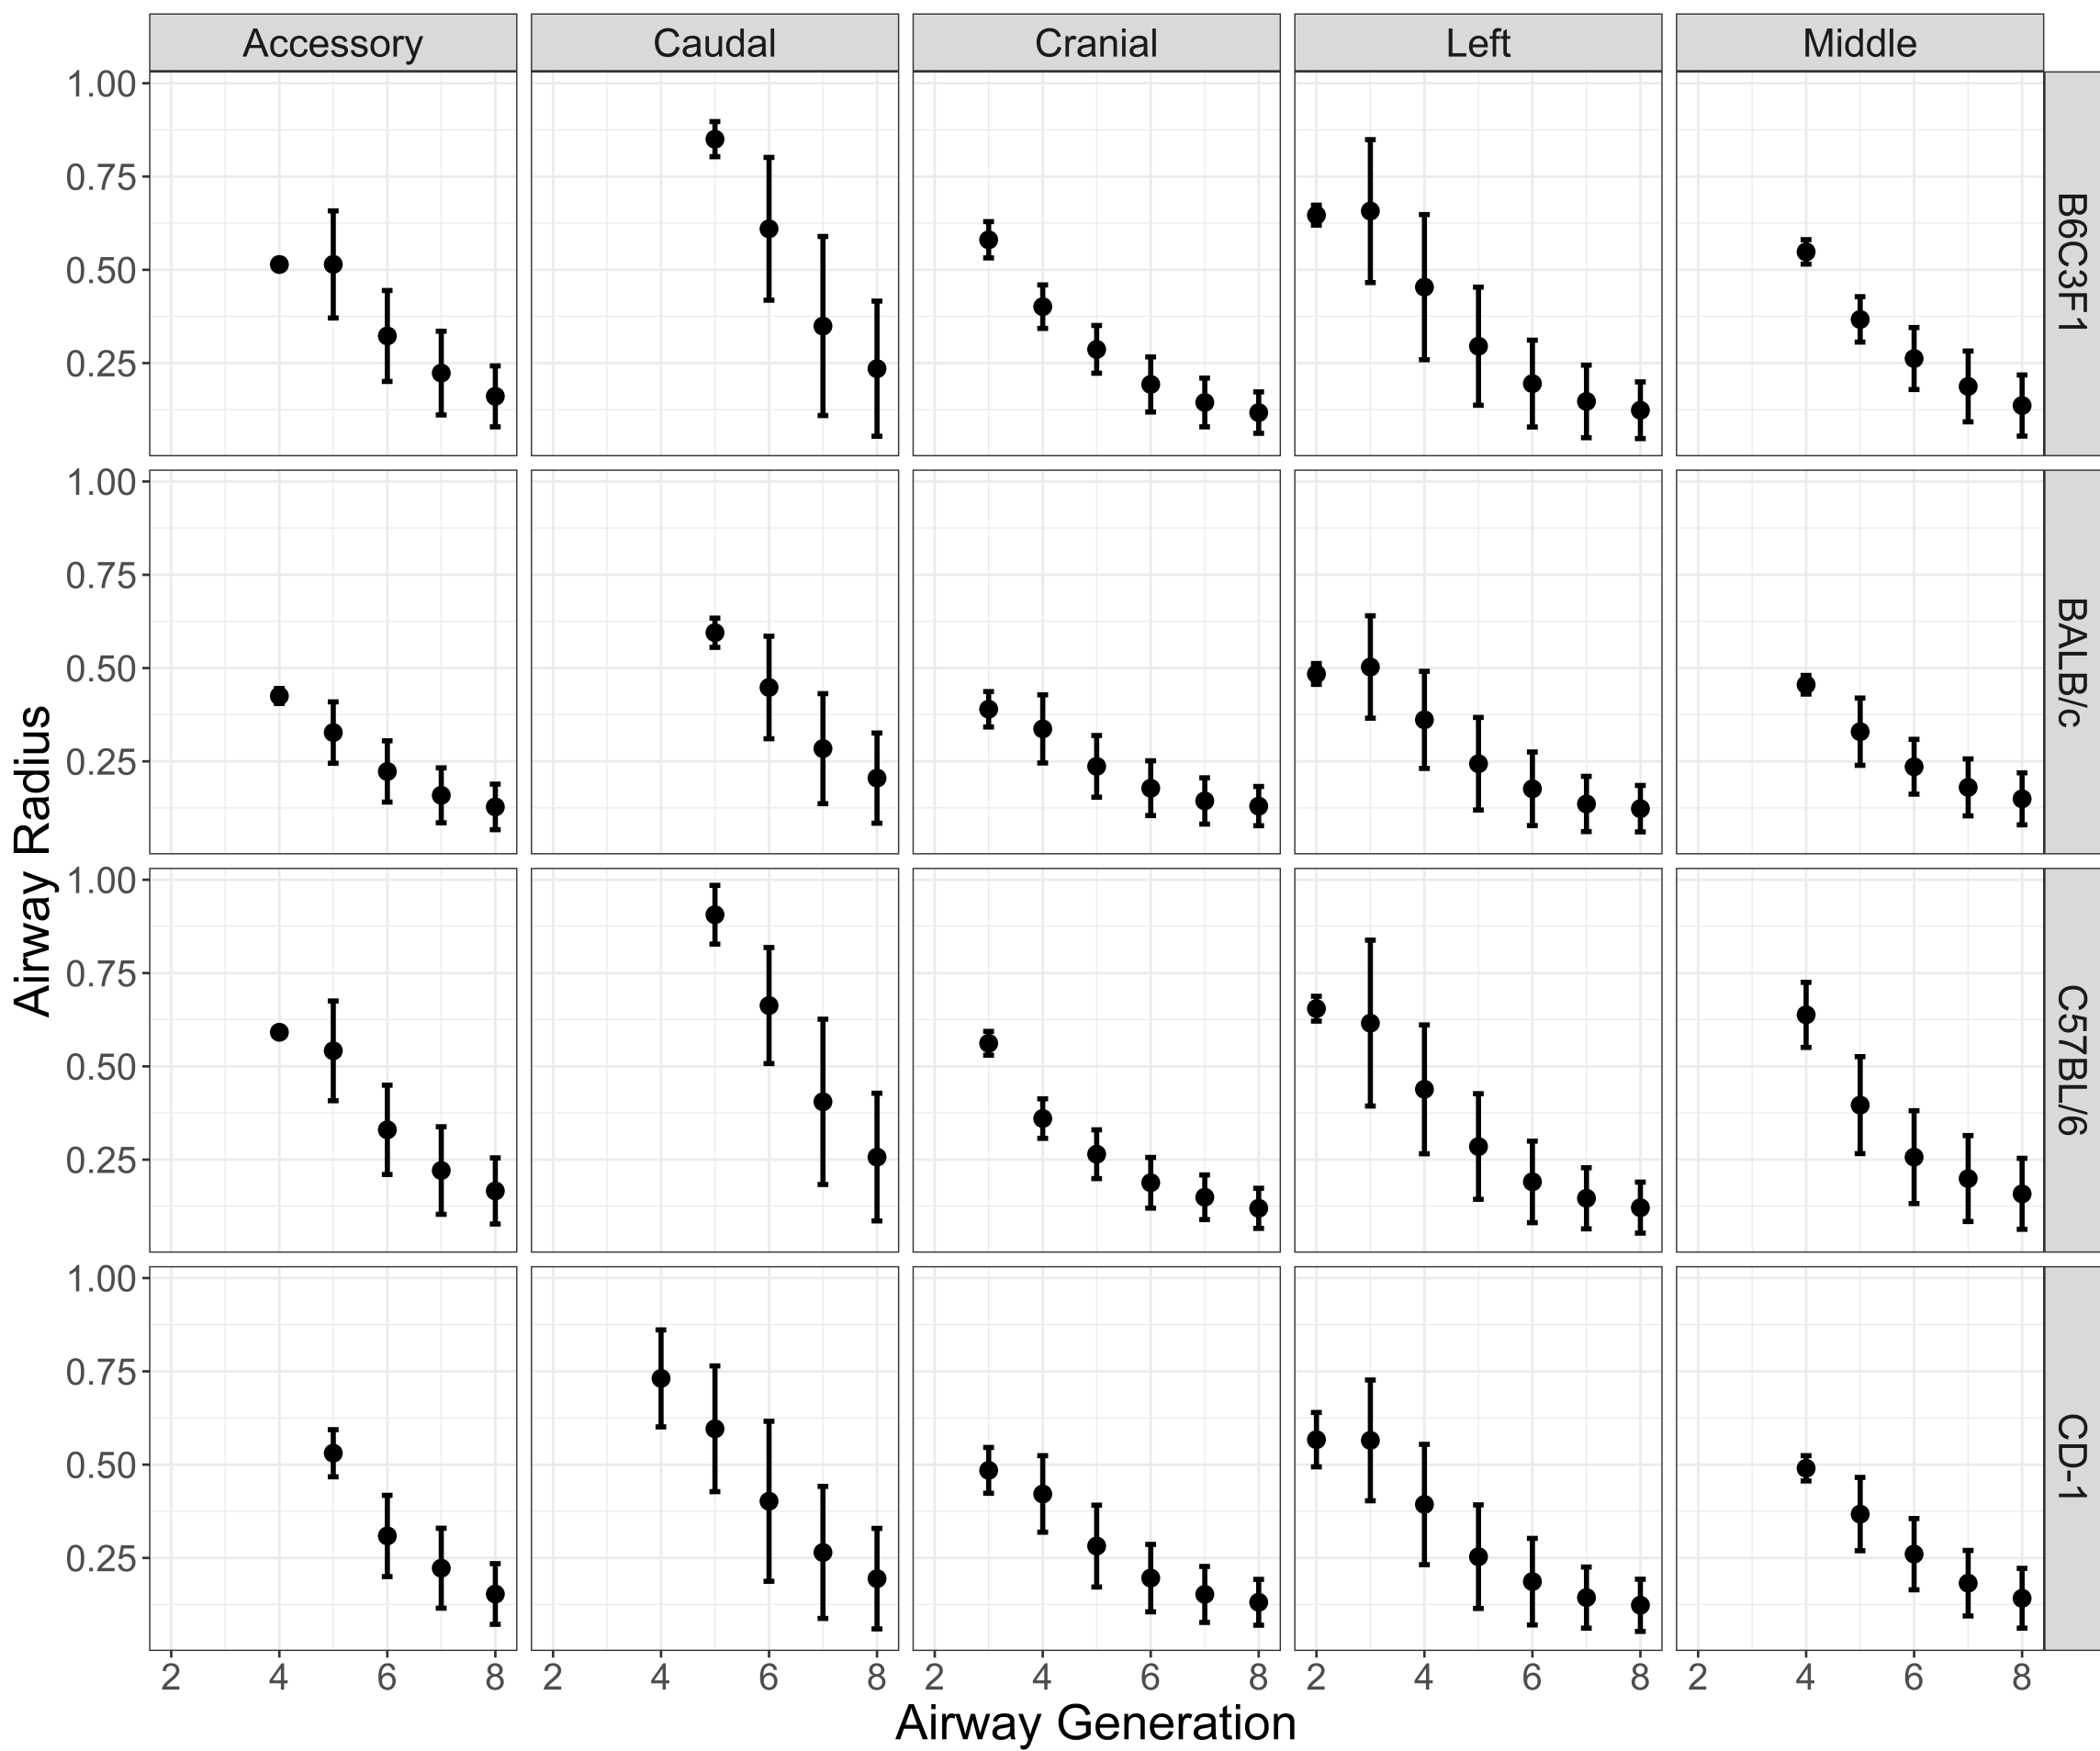 Accessory Caudal Cranial Left Middle
1.00
0.75
0.50
0.25
B6C3F1
1.00
0.75
0.50
0.25
BALB/c
Airway Radius
1.00
0.75
0.50
0.25
C57BL/6
1.00
0.75
0.50
0.25
CD-1
2 4 6 8 2 4 6 8 2 4 6 8 2 4 6 8 2 4 6 8
Airway Generation